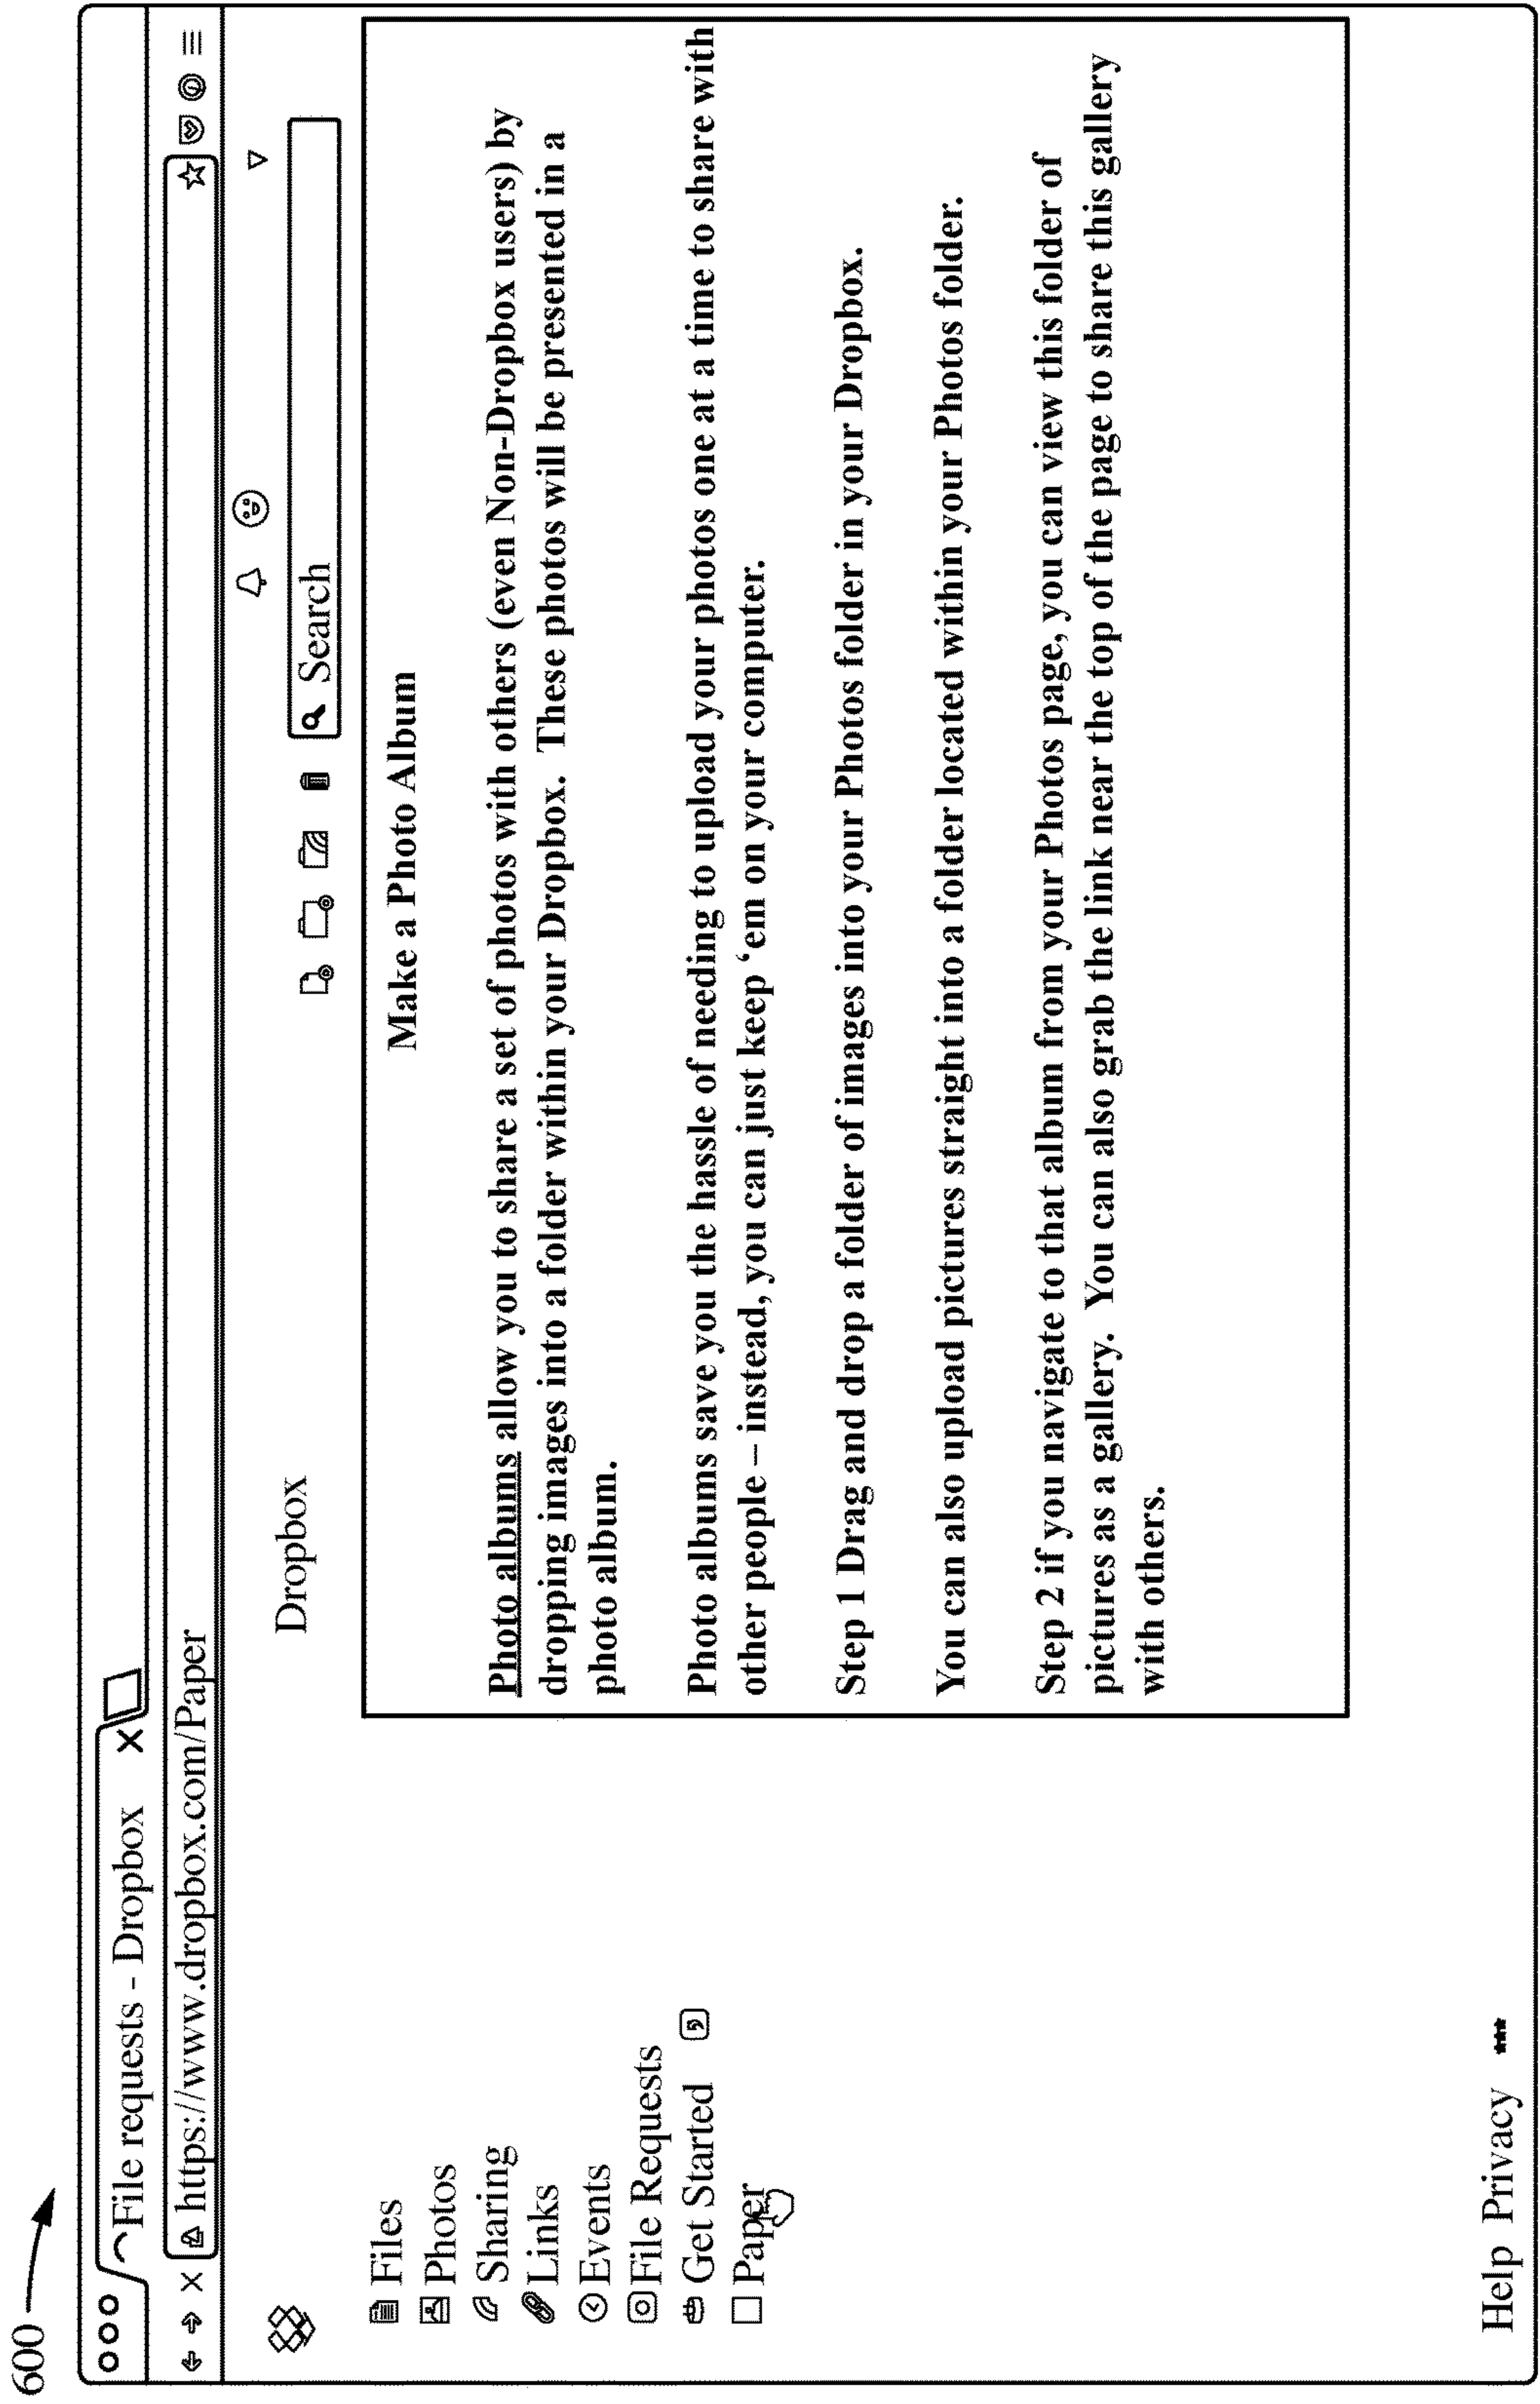 600
File requests - Dropbox X
https://www.dropbox.com/Paper
Dropbox
Search
Files
Photos
Sharing
Links
Events
File Requests
Get Started
Paper
Make a Photo Album
Photo albums allow you to share a set of photos with others (even Non-Dropbox users) by
dropping images into a folder within your Dropbox. These photos will be presented in a
photo album.
Photo albums save you the hassle of needing to upload your photos one at a time to share with
other people – instead, you can just keep ‘em on your computer.
Step 1 Drag and drop a folder of images into your Photos folder in your Dropbox.
You can also upload pictures straight into a folder located within your Photos folder.
Step 2 if you navigate to that album from your Photos page, you can view this folder of
pictures as a gallery. You can also grab the link near the top of the page to share this gallery
with others.
Help Privacy